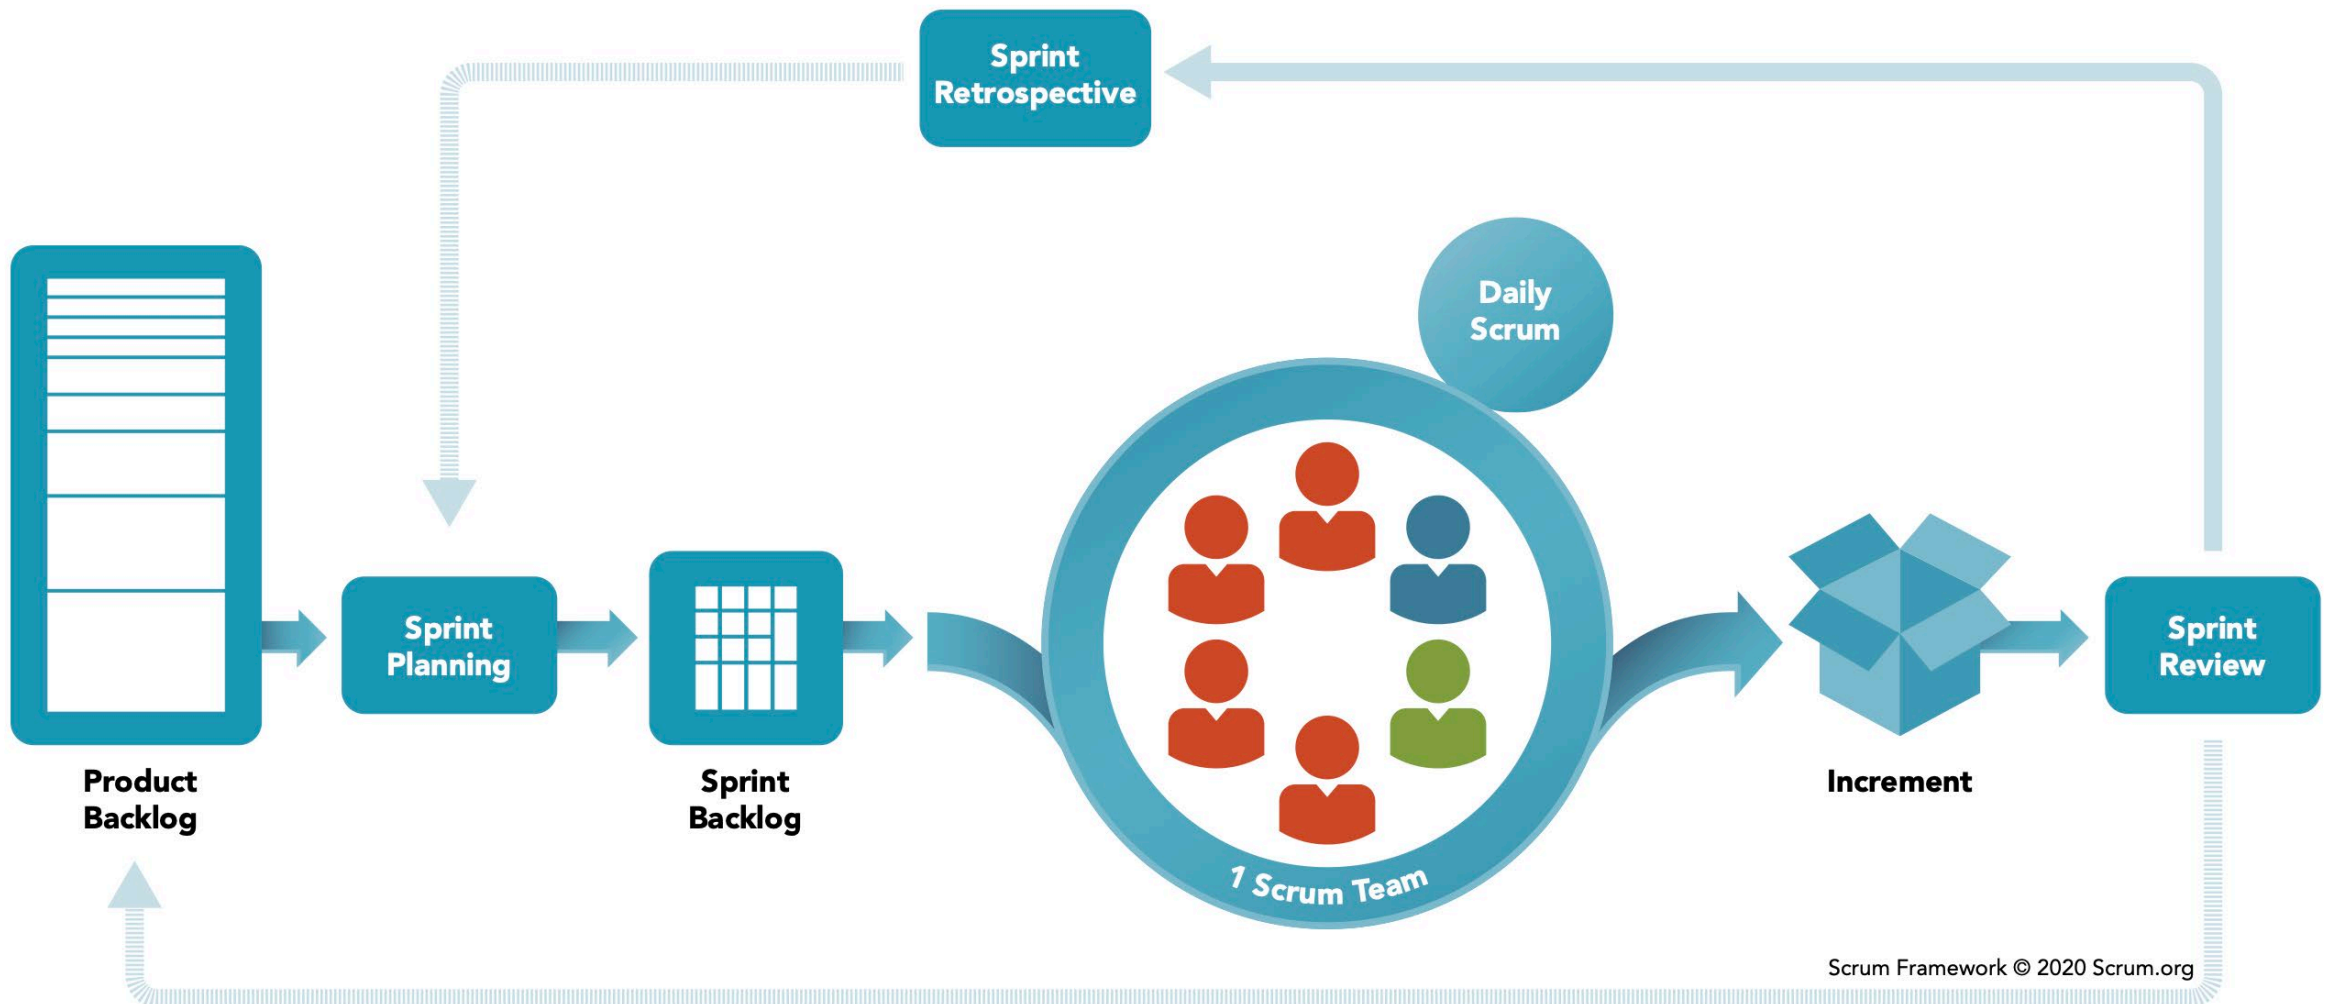 Sprint
Retrospective
Daily
Scrum
Sprint
Planning
Sprint
Review
Product
Backlog
Sprint
Backlog
Increment
1 Scrum Team
Scrum Framework © 2020 Scrum.org